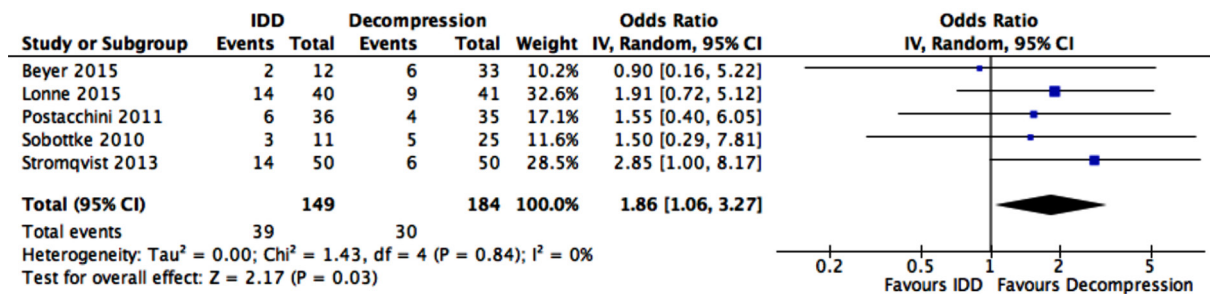 IDD Decompression Odds Ratio Odds Ratio
Study or Subgroup Events Total Events Total Weight IV, Random, 95% CI IV, Random, 95% CI
Beyer 2015 2 12 6 33 10.2% 0.90 [0.16, 5.22]
Lonne 2015 14 40 9 41 32.6% 1.91 [0.72, 5.12]
Postacchini 2011 6 36 4 35 17.1% 1.55 [0.40, 6.05]
Sobottke 2010 3 11 5 25 11.6% 1.50 [0.29, 7.81]
Stromqvist 2013 14 50 6 50 28.5% 2.85 [1.00, 8.17]
Total (95% CI) 149 184 100.0% 1.86 [1.06, 3.27]
Total events 39 30
Heterogeneity: Tau² = 0.00; Chi² = 1.43, df = 4 (P = 0.84); I² = 0%
Test for overall effect: Z = 2.17 (P = 0.03)
0.2 0.5 1 2 5
Favours IDD Favours Decompression